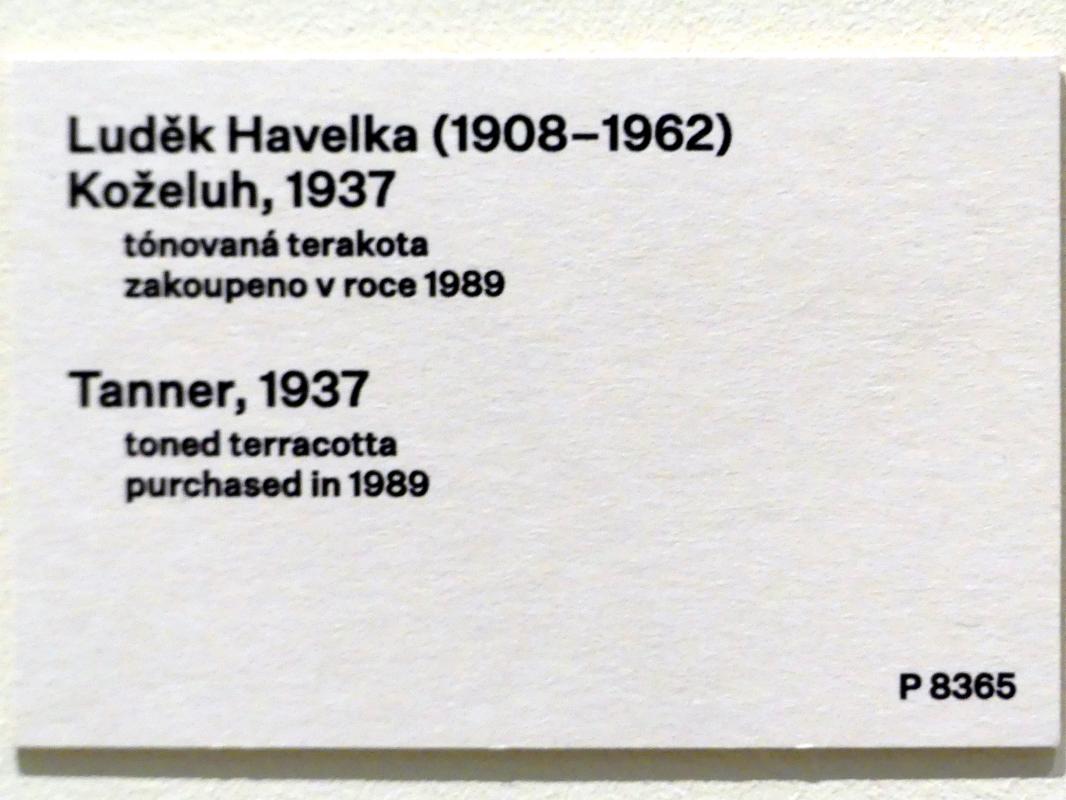 Luděk Havelka (1908–1962)
Koželuh, 1937
tónovaná terakota
zakoupeno v roce 1989
Tanner, 1937
toned terracotta
purchased in 1989
P 8365